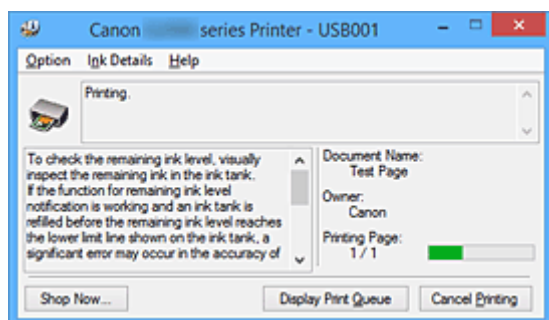 Canon series Printer - USB001
Option Ink Details Help
Printing.
To check the remaining ink level, visually
inspect the remaining ink in the ink tank.
If the function for remaining ink level
notification is working and an ink tank is
refilled before the remaining ink level reaches
the lower limit line shown on the ink tank, a
significant error may occur in the accuracy of
Document Name:
Test Page
Owner:
Canon
Printing Page:
1 / 1
Shop Now... Display Print Queue Cancel Printing